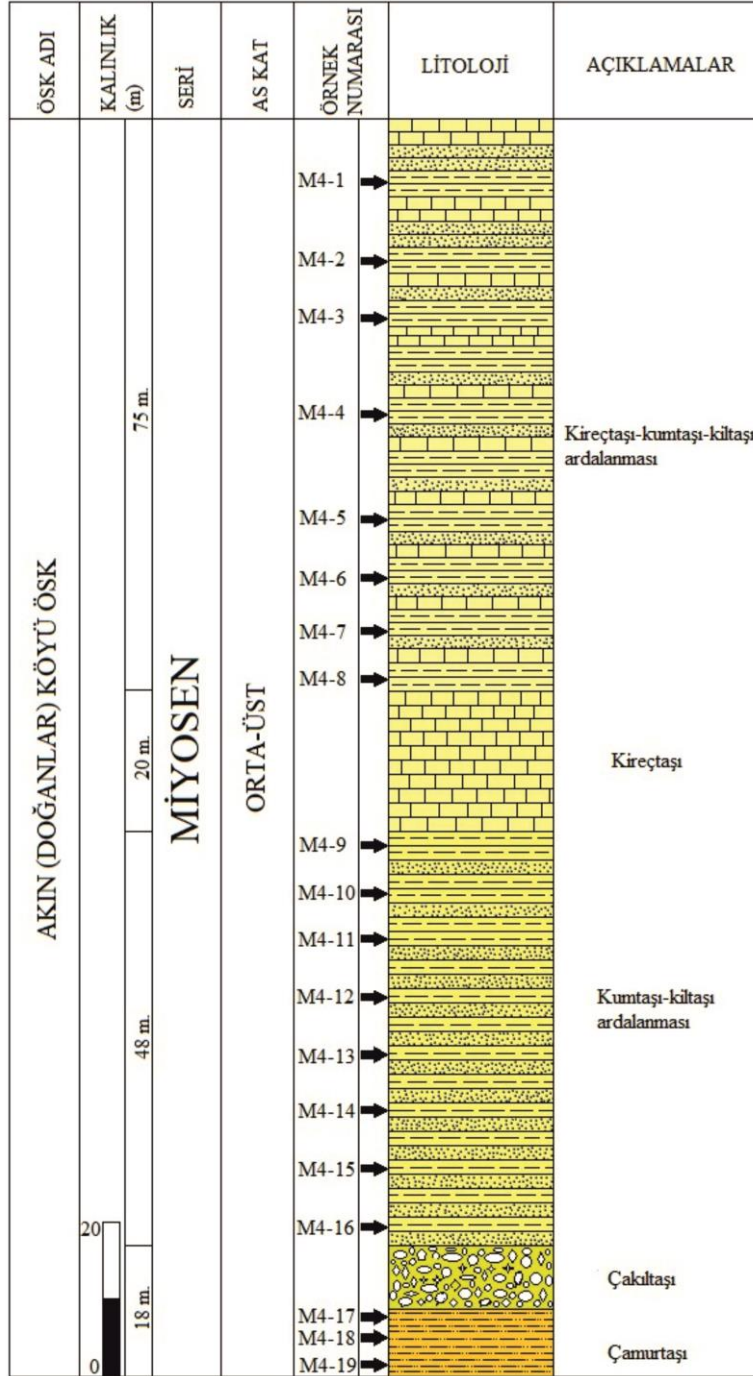 ÖSK ADI
KALINLIK
(m)
SERİ
AS KAT
ÖRNEK
NUMARASI
LİTOLOJİ
AÇIKLAMALAR
AKIN (DOĞANLAR) KÖYÜ ÖSK
75 m.
20 m.
48 m.
18 m.
20
0
MİYOSEN
ORTA-ÜST
M4-1
M4-2
M4-3
M4-4
M4-5
M4-6
M4-7
M4-8
M4-9
M4-10
M4-11
M4-12
M4-13
M4-14
M4-15
M4-16
M4-17
M4-18
M4-19
Kireçtaşı-kumtaşı-kiltaşı
ardalanması
Kireçtaşı
Kumtaşı-kiltaşı
ardalanması
Çakıltaşı
Çamurtaşı